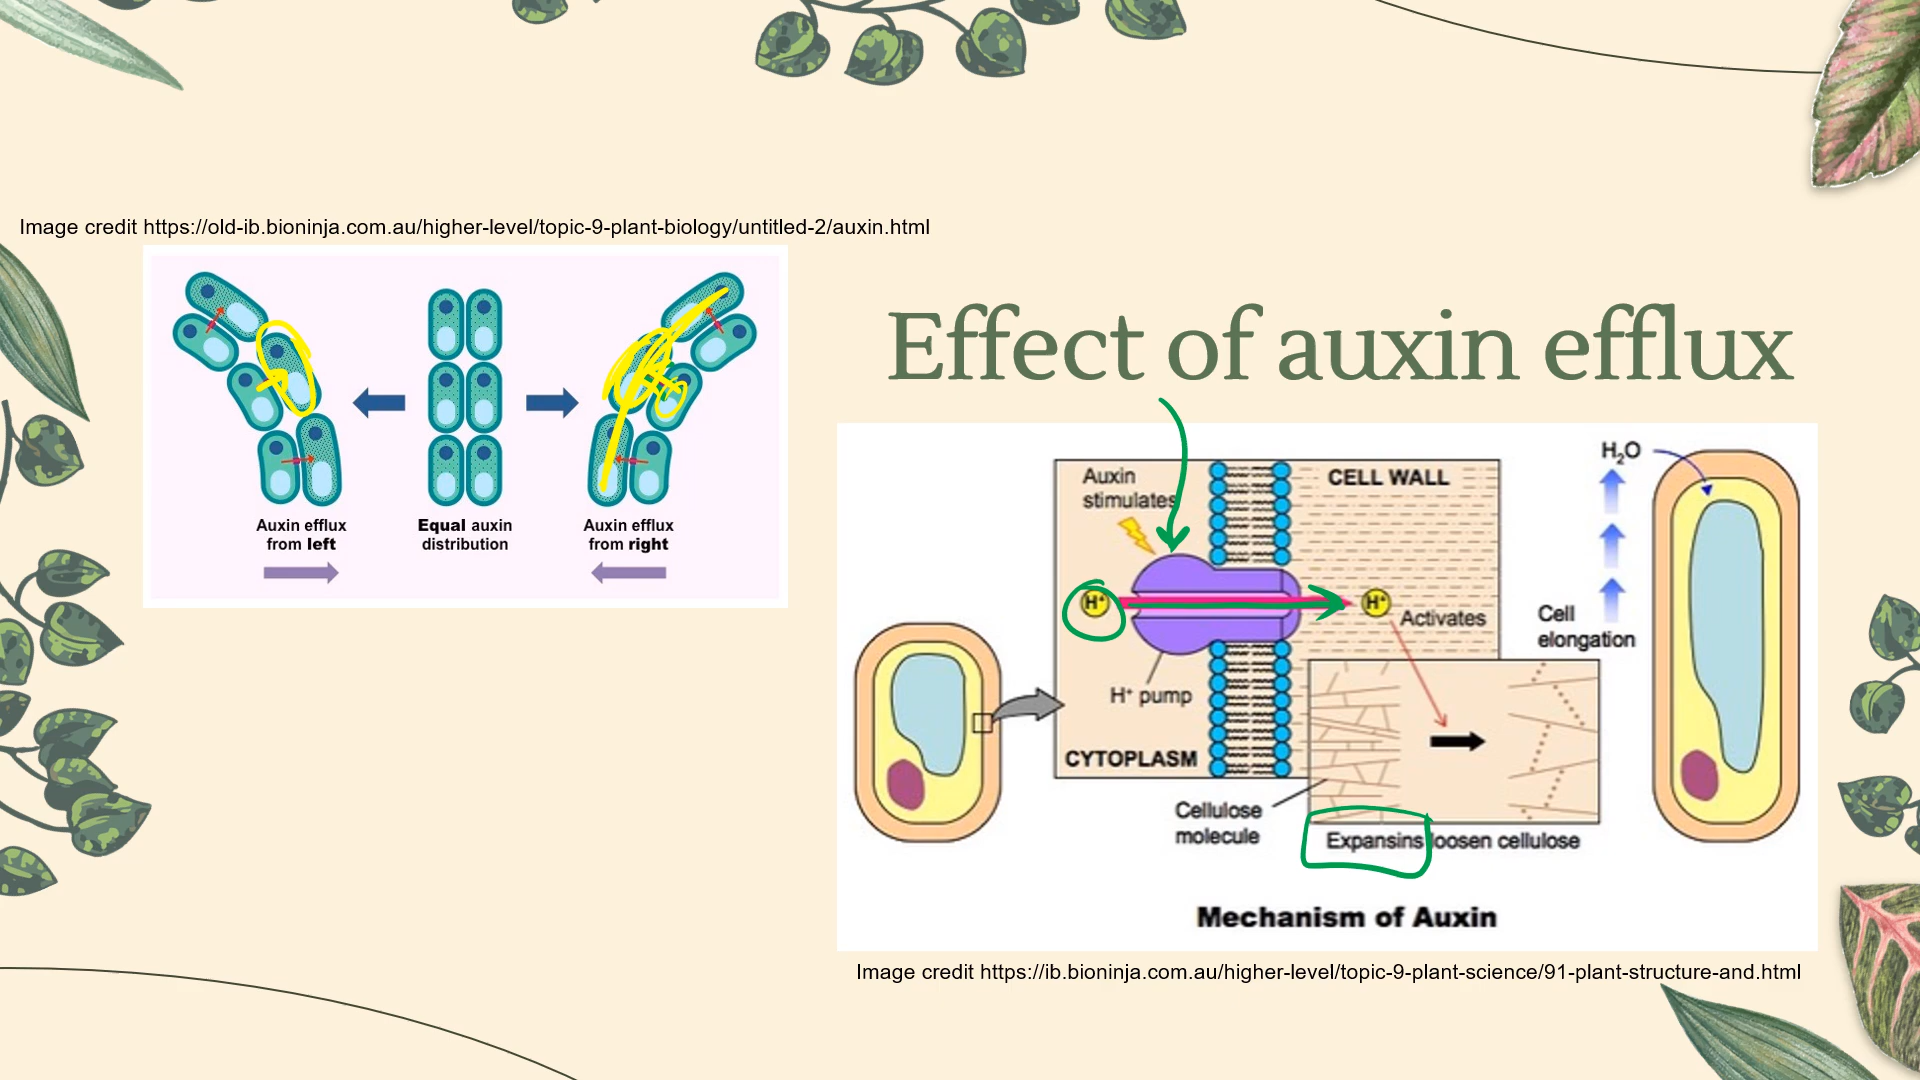 Image credit https://old-ib.bioninja.com.au/higher-level/topic-9-plant-biology/untitled-2/auxin.html
Auxin efflux
from left
Equal auxin
distribution
Auxin efflux
from right
Effect of auxin efflux
Auxin
stimulates
CELL WALL
H+
H+
Activates
H+ pump
CYTOPLASM
Cellulose
molecule
Expansins loosen cellulose
H₂O
Cell
elongation
Mechanism of Auxin
Image credit https://ib.bioninja.com.au/higher-level/topic-9-plant-science/91-plant-structure-and.html